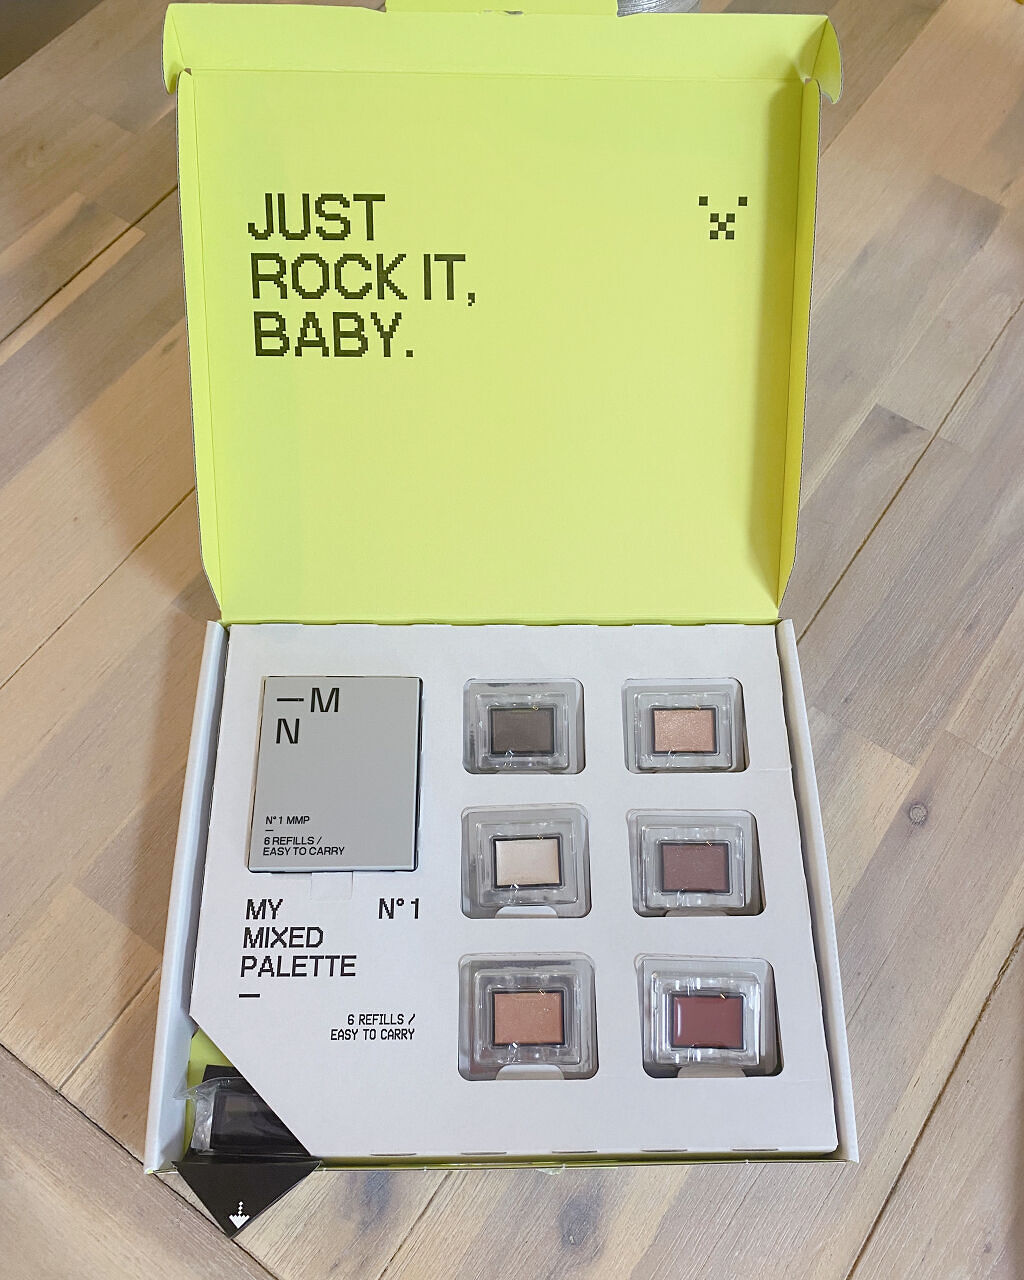 JUST
ROCK IT,
BABY.
—M
N
N°1 MMP
—
6 REFILLS /
EASY TO CARRY
MY N°1
MIXED
PALETTE
—
6 REFILLS /
EASY TO CARRY